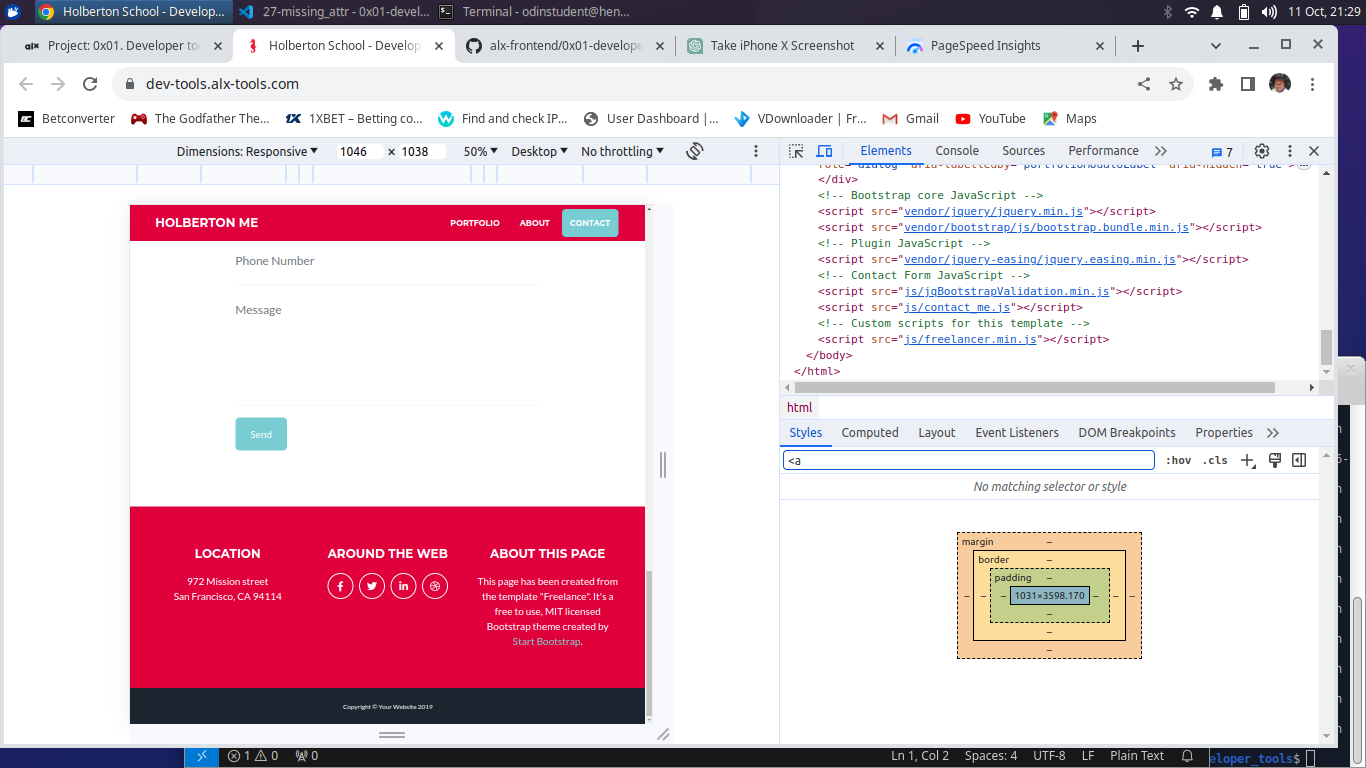 Holberton School - Develop...
27-missing_attr - 0x01-devel...
Terminal - odinstudent@hen...
11 Oct, 21:29
alx Project: 0x01. Developer to
Holberton School - Develop
alx-frontend/0x01-develope
Take iPhone X Screenshot
PageSpeed Insights
dev-tools.alx-tools.com
BC Betconverter
The Godfather The...
1X 1XBET – Betting co...
Find and check IP...
User Dashboard |...
VDownloader | Fr...
Gmail
YouTube
Maps
Dimensions: Responsive 1046 × 1038 50% Desktop No throttling
Elements Console Sources Performance 7
</div>
<!-- Bootstrap core JavaScript -->
<script src="vendor/jquery/jquery.min.js"></script>
<script src="vendor/bootstrap/js/bootstrap.bundle.min.js"></script>
<!-- Plugin JavaScript -->
<script src="vendor/jquery-easing/jquery.easing.min.js"></script>
<!-- Contact Form JavaScript -->
<script src="js/jqBootstrapValidation.min.js"></script>
<script src="js/contact_me.js"></script>
<!-- Custom scripts for this template -->
<script src="js/freelancer.min.js"></script>
</body>
</html>
html
Styles Computed Layout Event Listeners DOM Breakpoints Properties
<a
:hov .cls
No matching selector or style
margin –
border –
padding –
– – – 1031×3598.170 – – –
–
–
–
HOLBERTON ME
PORTFOLIO ABOUT CONTACT
Phone Number
Message
Send
LOCATION
972 Mission street
San Francisco, CA 94114
AROUND THE WEB
ABOUT THIS PAGE
This page has been created from
the template "Freelance". It's a
free to use, MIT licensed
Bootstrap theme created by
Start Bootstrap.
Copyright © Your Website 2019
1 0 0
Ln 1, Col 2 Spaces: 4 UTF-8 LF Plain Text
eloper_tools$